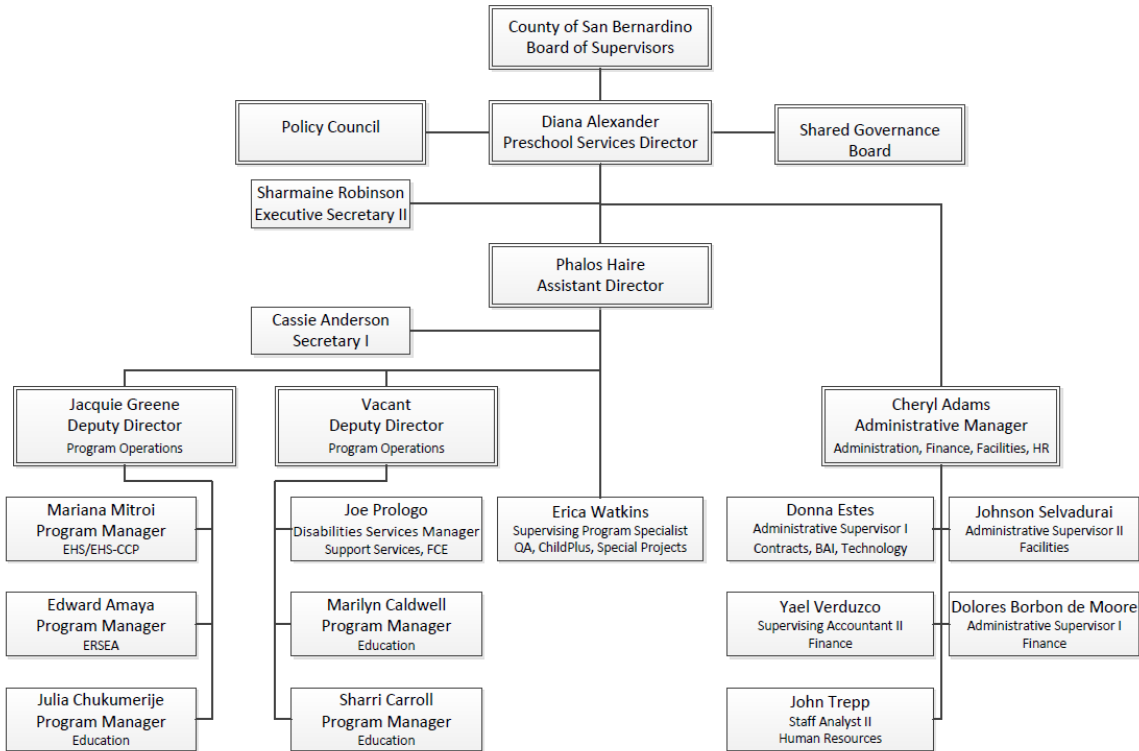 County of San Bernardino
Board of Supervisors
Policy Council
Diana Alexander
Preschool Services Director
Shared Governance
Board
Sharmaine Robinson
Executive Secretary II
Phalos Haire
Assistant Director
Cassie Anderson
Secretary I
Jacquie Greene
Deputy Director
Program Operations
Vacant
Deputy Director
Program Operations
Cheryl Adams
Administrative Manager
Administration, Finance, Facilities, HR
Mariana Mitroi
Program Manager
EHS/EHS-CCP
Joe Prologo
Disabilities Services Manager
Support Services, FCE
Erica Watkins
Supervising Program Specialist
QA, ChildPlus, Special Projects
Donna Estes
Administrative Supervisor I
Contracts, BAI, Technology
Johnson Selvadurai
Administrative Supervisor II
Facilities
Edward Amaya
Program Manager
ERSEA
Marilyn Caldwell
Program Manager
Education
Yael Verduzco
Supervising Accountant II
Finance
Dolores Borbon de Moore
Administrative Supervisor I
Finance
Julia Chukumerije
Program Manager
Education
Sharri Carroll
Program Manager
Education
John Trepp
Staff Analyst II
Human Resources